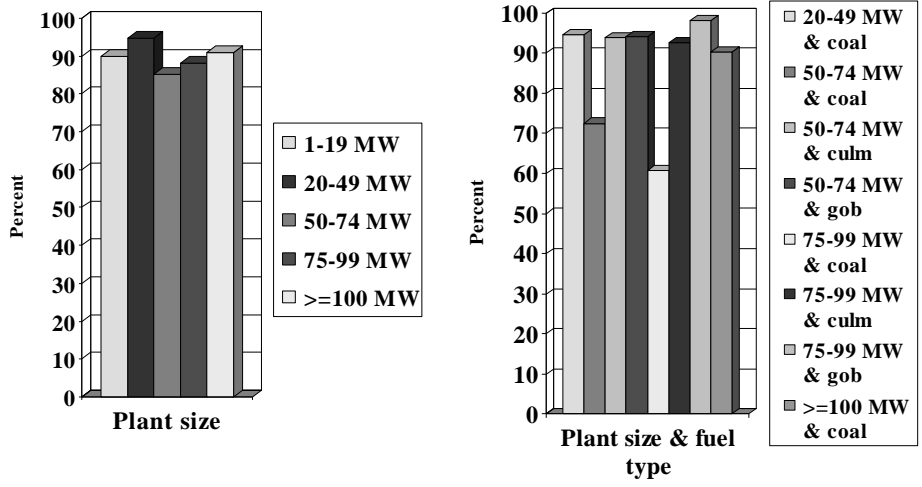 100
90
80
70
60
50
40
30
20
10
0
Percent
Plant size
1-19 MW
20-49 MW
50-74 MW
75-99 MW
>=100 MW
100
90
80
70
60
50
40
30
20
10
0
Percent
Plant size & fuel
type
20-49 MW
& coal
50-74 MW
& coal
50-74 MW
& culm
50-74 MW
& gob
75-99 MW
& coal
75-99 MW
& culm
75-99 MW
& gob
>=100 MW
& coal